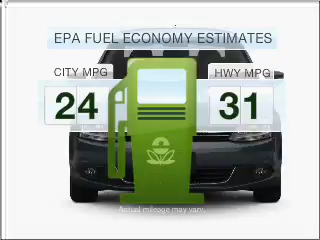 EPA FUEL ECONOMY ESTIMATES
CITY MPG
HWY MPG
24
31
Actual mileage may vary.